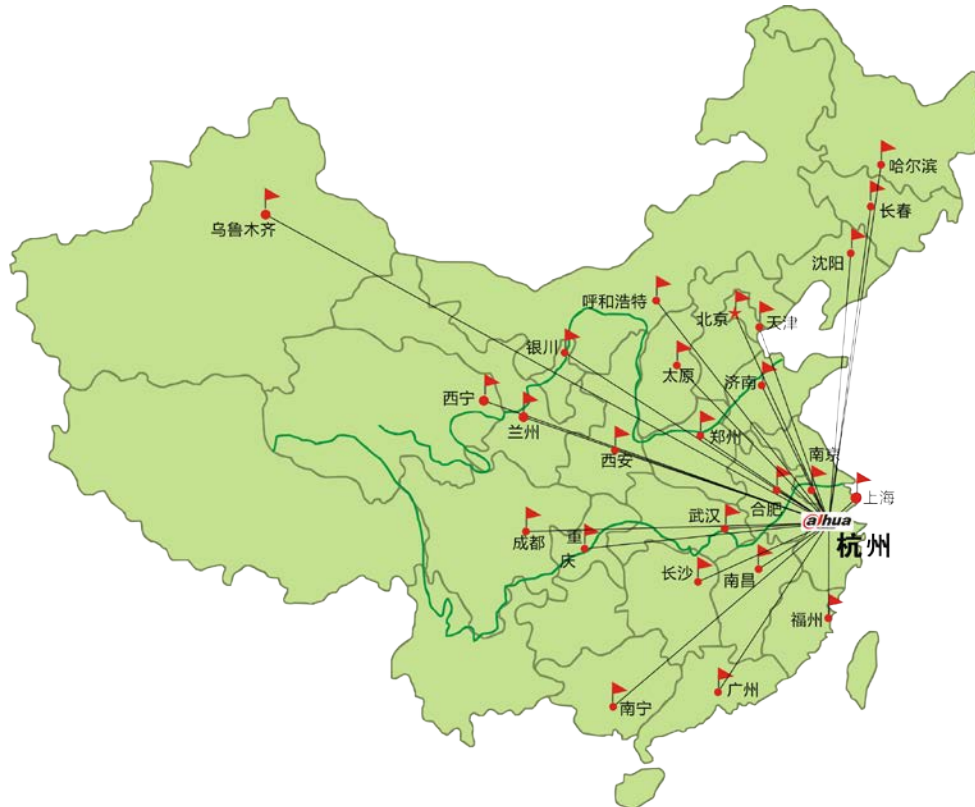 哈尔滨
长春
乌鲁木齐
沈阳
呼和浩特
北京
天津
银川
太原
济南
西宁
兰州
郑州
西安
南京
合肥
上海
武汉
alhua
杭州
成都
重
庆
长沙
南昌
福州
广州
南宁